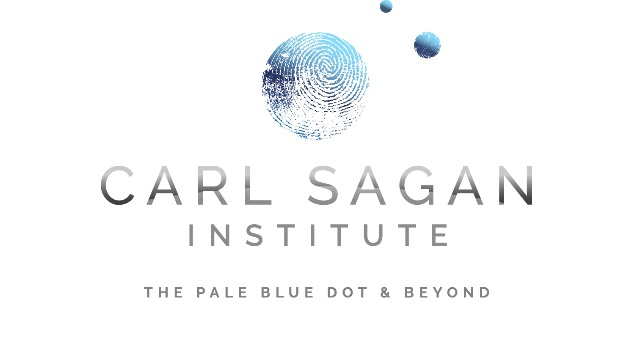 CARL SAGAN
INSTITUTE
THE PALE BLUE DOT & BEYOND